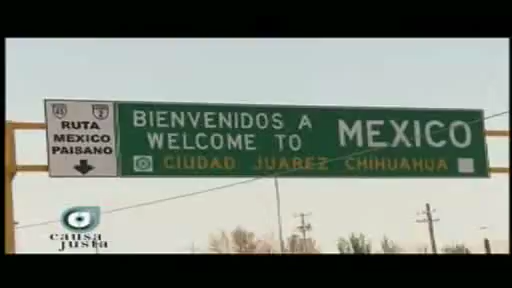 RUTA
MEXICO
PAISANO
BIENVENIDOS A
WELCOME TO
MEXICO
CIUDAD JUAREZ CHIHUAHUA
causa
justa